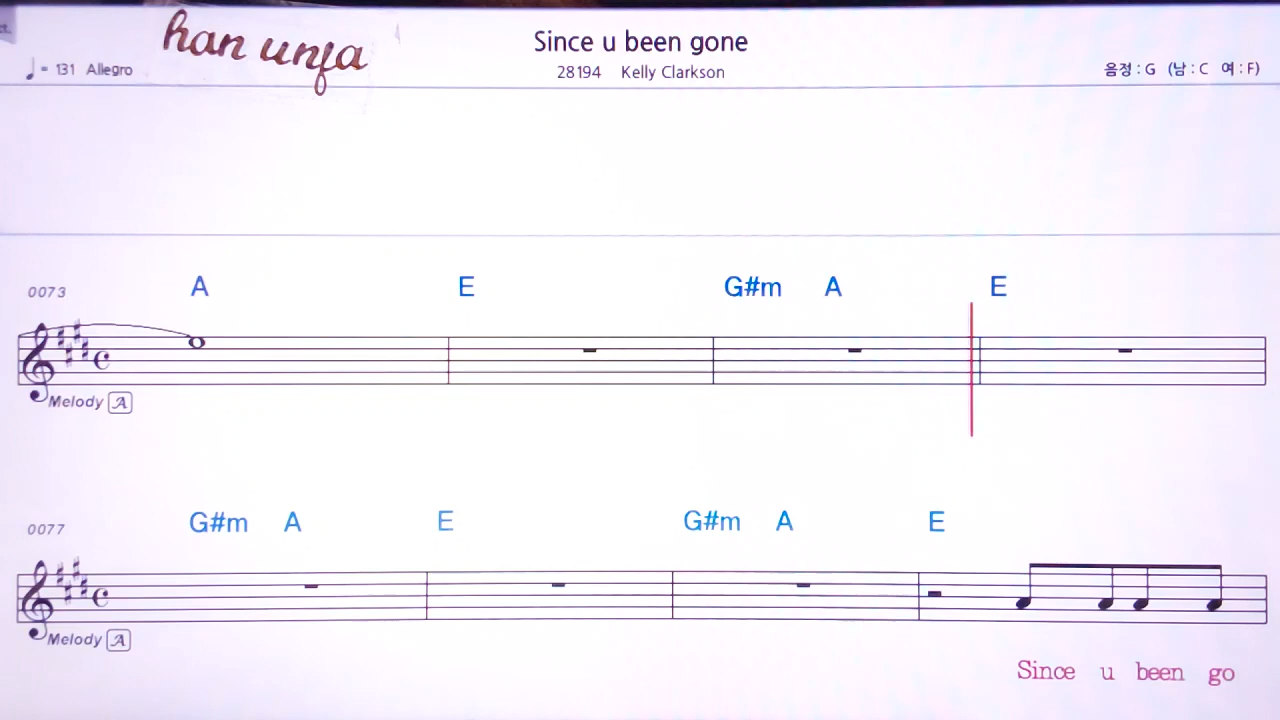 han unfa
Since u been gone
♩= 131 Allegro
28194 Kelly Clarkson
음정 : G (남 : C 여 : F)
0073
A E G#m A E
Melody A
0077
G#m A E G#m A E
Melody A
Since u been go